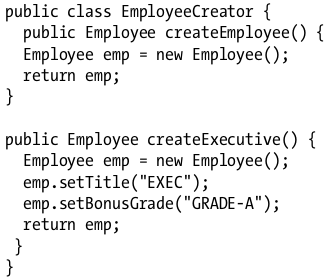 public class EmployeeCreator {
  public Employee createEmployee() {
  Employee emp = new Employee();
  return emp;
}

public Employee createExecutive() {
  Employee emp = new Employee();
  emp.setTitle("EXEC");
  emp.setBonusGrade("GRADE-A");
  return emp;
 }
}